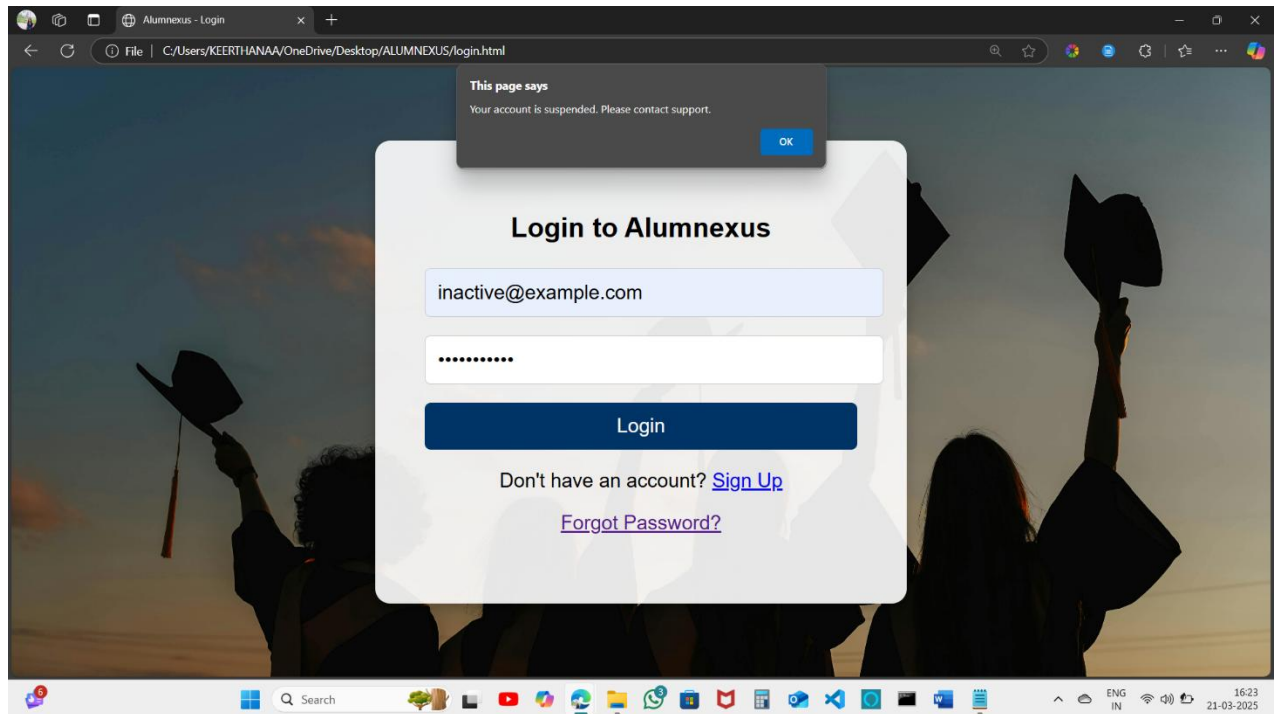 Alumnexus - Login
File
C:/Users/KEERTHANAA/OneDrive/Desktop/ALUMNEXUS/login.html
This page says
Your account is suspended. Please contact support.
OK
Login to Alumnexus
inactive@example.com
•••••••••••
Login
Don't have an account? Sign Up
Forgot Password?
6
Search
3
ENG
IN
16:23
21-03-2025